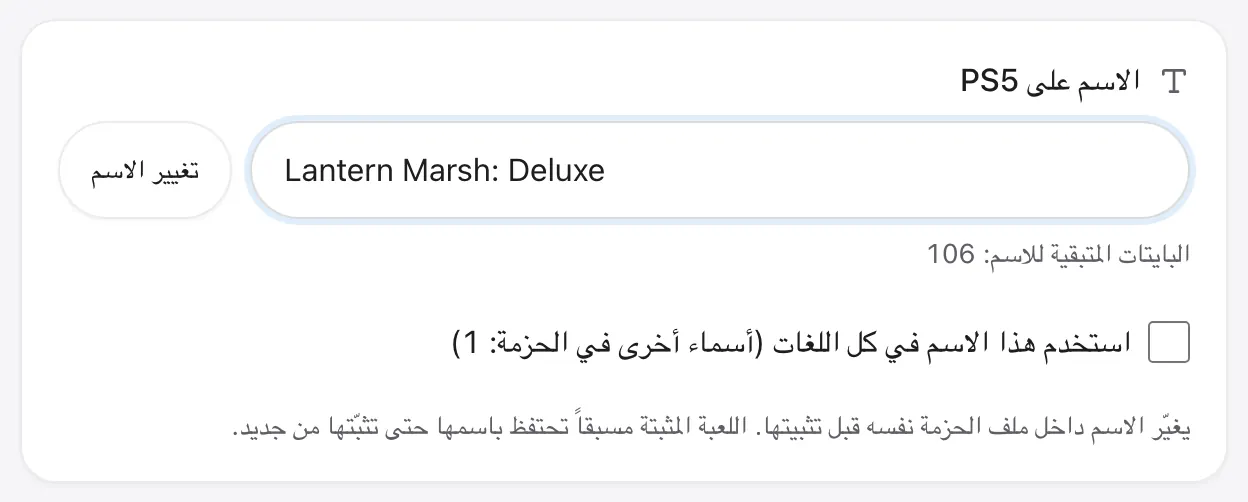 الاسم على PS5
Lantern Marsh: Deluxe
تغيير الاسم
البايتات المتبقية للاسم: 106
استخدم هذا الاسم في كل اللغات (أسماء أخرى في الحزمة: 1)
يغيّر الاسم داخل ملف الحزمة نفسه قبل تثبيتها. اللعبة المثبتة مسبقاً تحتفظ باسمها حتى تثبّتها من جديد.